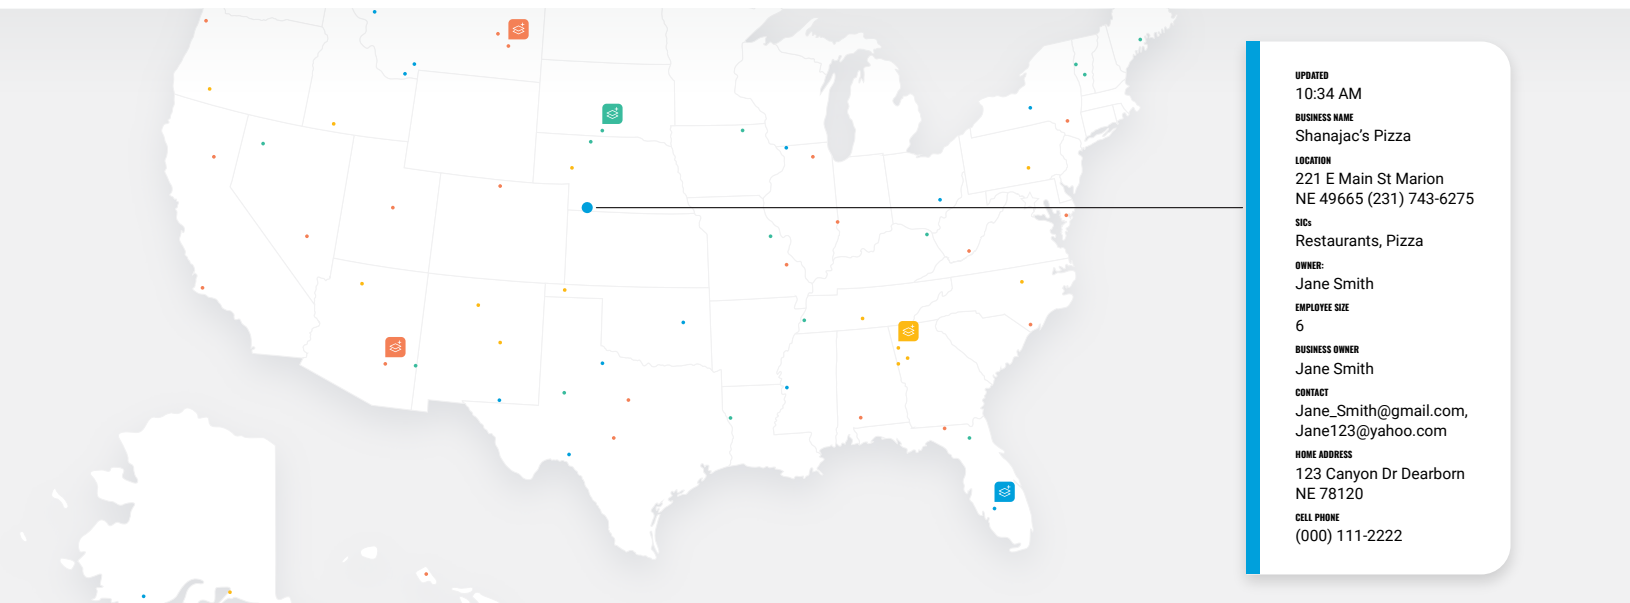 UPDATED
10:34 AM
BUSINESS NAME
Shanajac's Pizza
LOCATION
221 E Main St Marion
NE 49665 (231) 743-6275
SICs
Restaurants, Pizza
OWNER:
Jane Smith
EMPLOYEE SIZE
6
BUSINESS OWNER
Jane Smith
CONTACT
Jane_Smith@gmail.com,
Jane123@yahoo.com
HOME ADDRESS
123 Canyon Dr Dearborn
NE 78120
CELL PHONE
(000) 111-2222